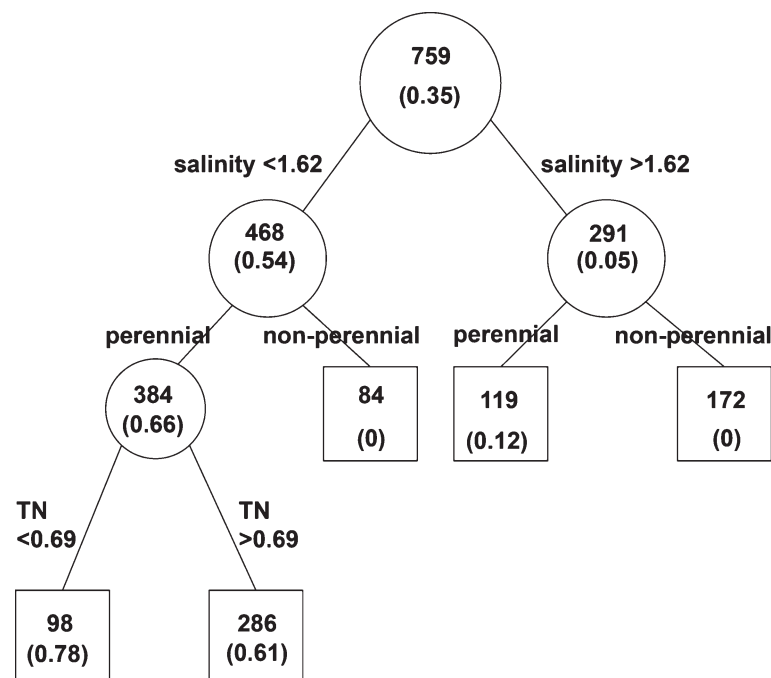 759
(0.35)
salinity <1.62
salinity >1.62
468
(0.54)
291
(0.05)
perennial
non-perennial
perennial
non-perennial
384
(0.66)
84
(0)
119
(0.12)
172
(0)
TN
<0.69
TN
>0.69
98
(0.78)
286
(0.61)